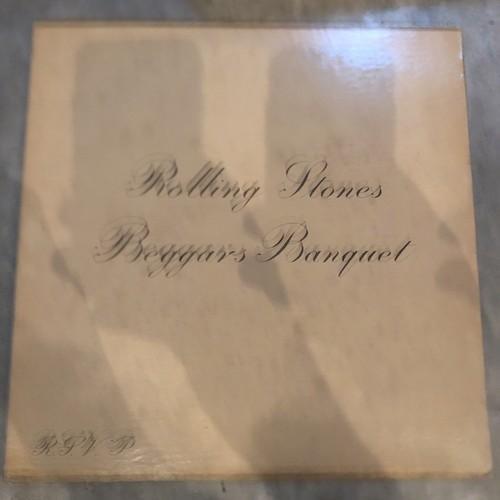 Rolling Stones
Beggars Banquet
R S V P